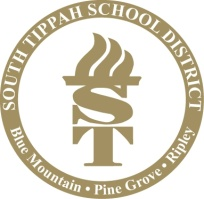 SOUTH TIPPAH SCHOOL DISTRICT
ST
Blue Mountain • Pine Grove • Ripley